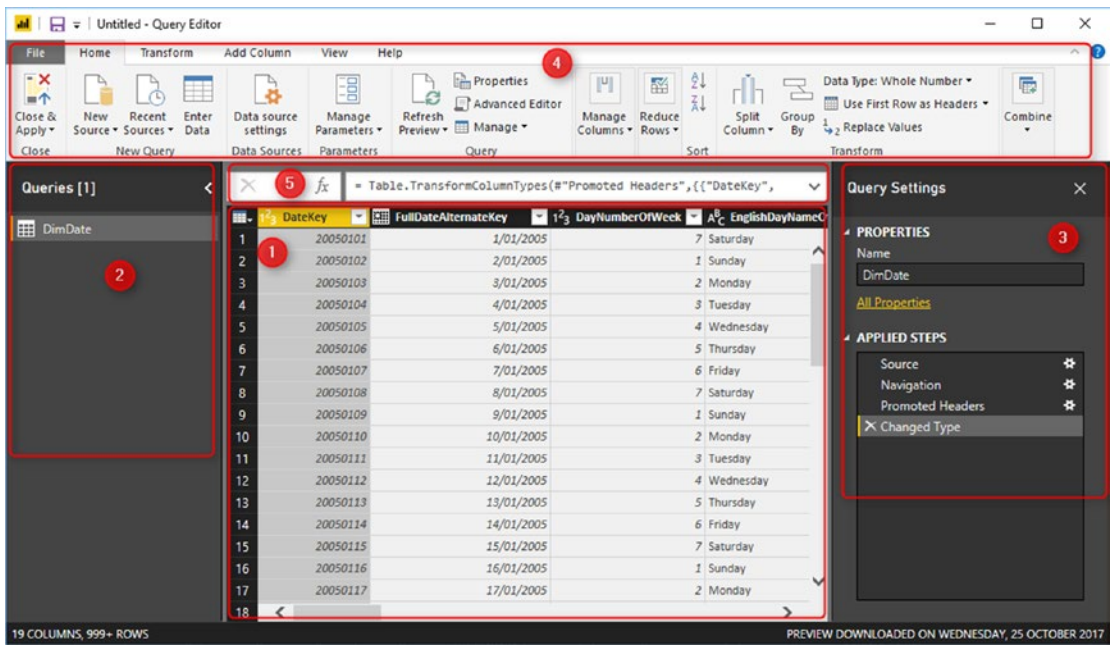 Untitled - Query Editor
File Home Transform Add Column View Help
4
Close & Apply
New Source
Recent Sources
Enter Data
Data source settings
Manage Parameters
Refresh Preview
Properties
Advanced Editor
Manage
Manage Columns
Reduce Rows
A Z
Z A
Split Column
Group By
Data Type: Whole Number
Use First Row as Headers
1 2 Replace Values
Combine
Close New Query Data Sources Parameters Query Sort Transform
Queries [1]
DimDate
2
5
fx = Table.TransformColumnTypes(#"Promoted Headers",{{"DateKey",
123 DateKey FullDateAlternateKey 123 DayNumberOfWeek ABC EnglishDayNameO
1 20050101 1/01/2005 7 Saturday
1
2 20050102 2/01/2005 1 Sunday
3 20050103 3/01/2005 2 Monday
4 20050104 4/01/2005 3 Tuesday
5 20050105 5/01/2005 4 Wednesday
6 20050106 6/01/2005 5 Thursday
7 20050107 7/01/2005 6 Friday
8 20050108 8/01/2005 7 Saturday
9 20050109 9/01/2005 1 Sunday
10 20050110 10/01/2005 2 Monday
11 20050111 11/01/2005 3 Tuesday
12 20050112 12/01/2005 4 Wednesday
13 20050113 13/01/2005 5 Thursday
14 20050114 14/01/2005 6 Friday
15 20050115 15/01/2005 7 Saturday
16 20050116 16/01/2005 1 Sunday
17 20050117 17/01/2005 2 Monday
18
Query Settings
PROPERTIES
3
Name
DimDate
All Properties
APPLIED STEPS
Source
Navigation
Promoted Headers
Changed Type
19 COLUMNS, 999+ ROWS
PREVIEW DOWNLOADED ON WEDNESDAY, 25 OCTOBER 2017